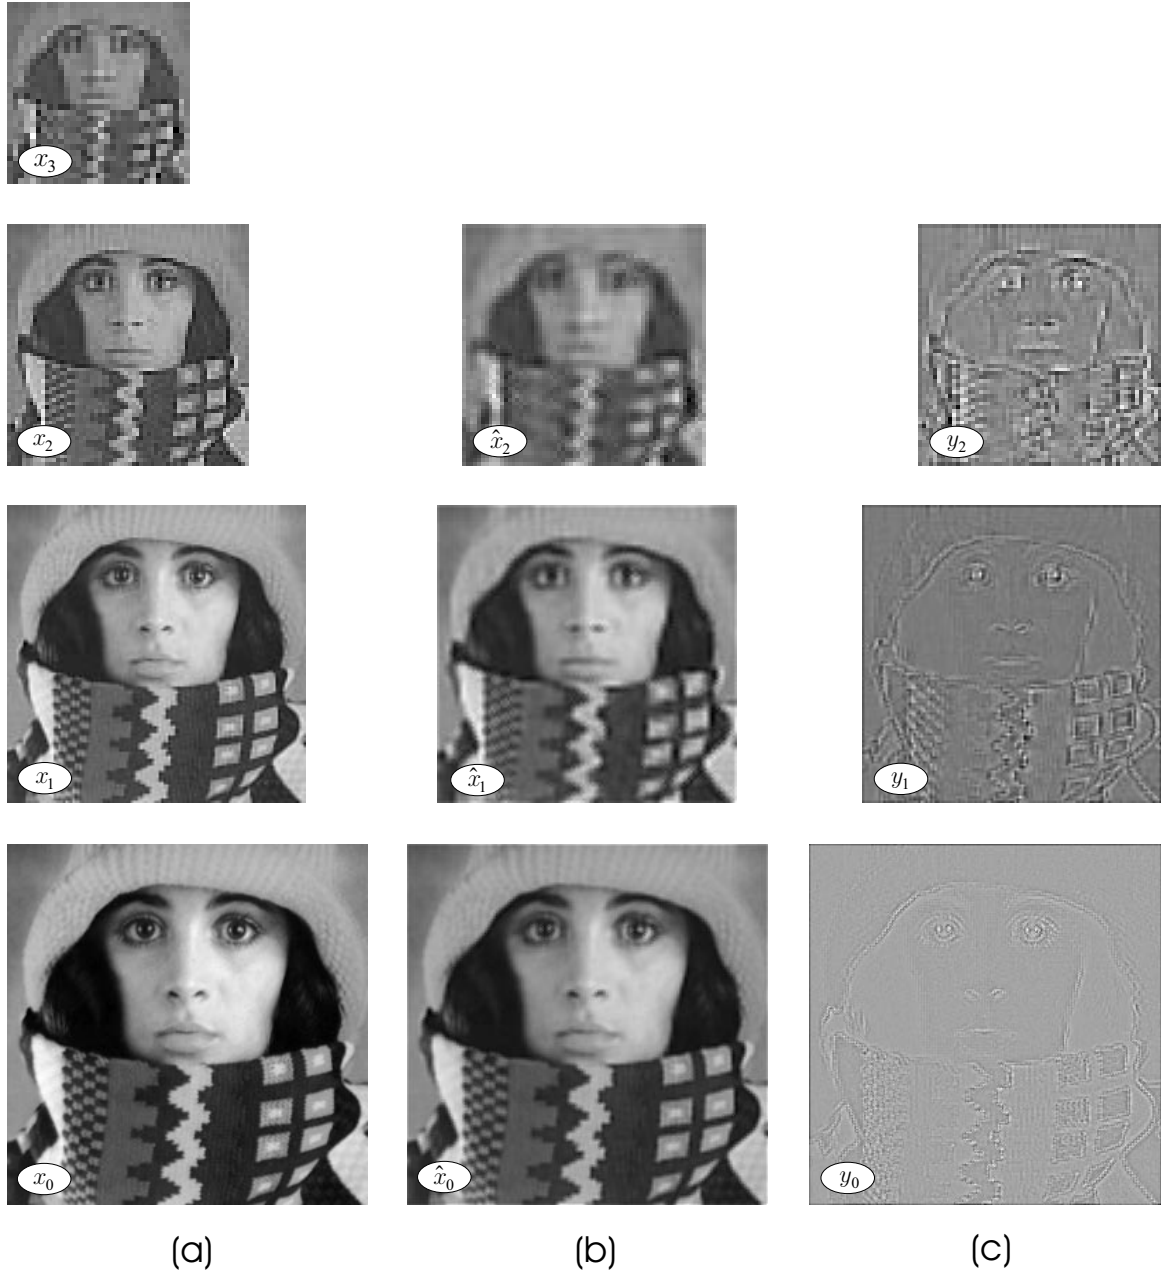 x₃
x₂ x̂₂ y₂
x₁ x̂₁ y₁
x₀ x̂₀ y₀
(a) (b) (c)